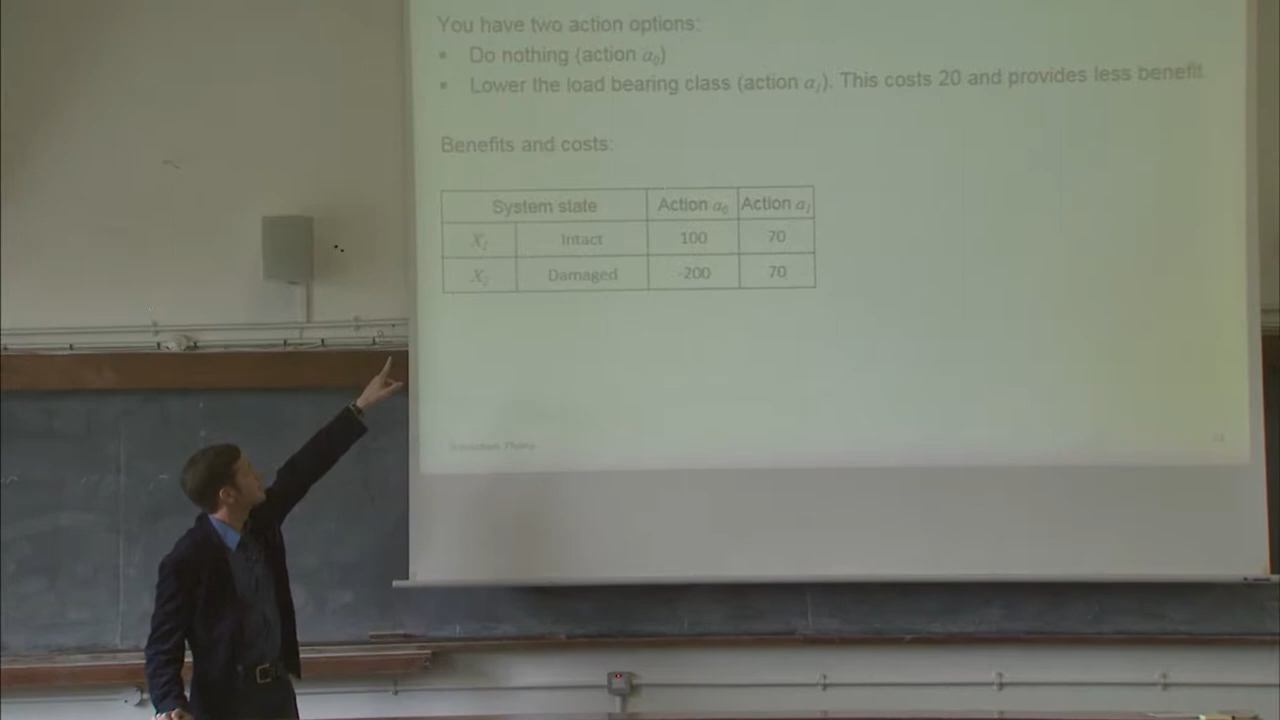 You have two action options:
▪ Do nothing (action a₀)
▪ Lower the load bearing class (action a₁). This costs 20 and provides less benefit.
Benefits and costs:
System state Action a₀ Action a₁
X₁ Intact 100 70
X₂ Damaged -200 70